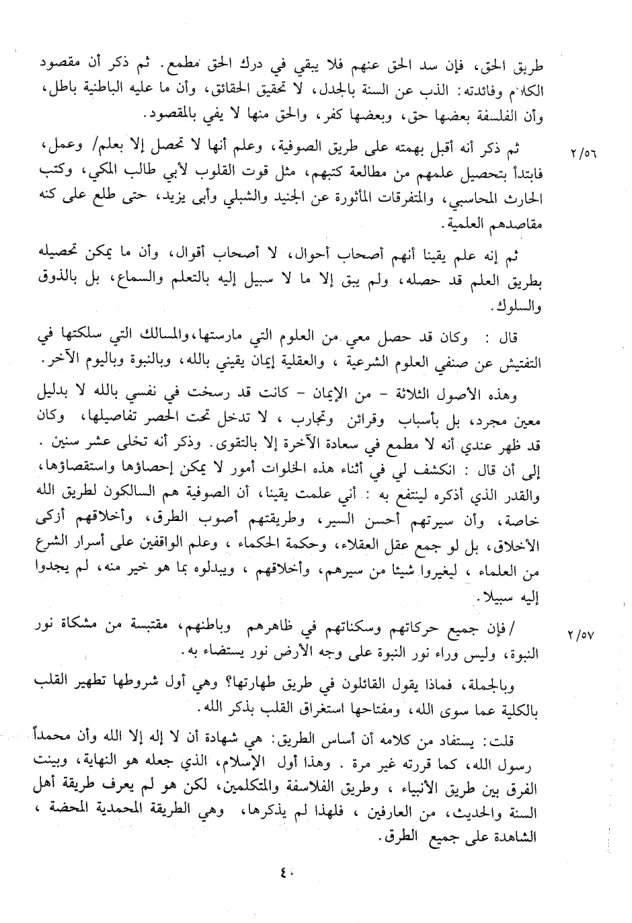 طريق الحق، فإن سد الحق عنهم فلا يبقي في درك الحق مطمع. ثم ذكر أن مقصود
الكلام وفائدته: الذب عن السنة بالجدل، لا تحقيق الحقائق، وأن ما عليه الباطنية باطل،
وأن الفلسفة بعضها حق، وبعضها كفر، والحق منها لا يفي بالمقصود.
٢/٥٦ ثم ذكر أنه أقبل بهمته على طريق الصوفية، وعلم أنها لا تحصل إلا بعلم/ وعمل،
فابتدأ بتحصيل علمهم من مطالعة كتبهم، مثل قوت القلوب لأبي طالب المكي، وكتب
الحارث المحاسبي، والمتفرقات المأثورة عن الجنيد والشبلي وأبى يزيد، حتى طلع على كنه
مقاصدهم العلمية.
ثم إنه علم يقينا أنهم أصحاب أحوال، لا أصحاب أقوال، وأن ما يمكن تحصيله
بطريق العلم قد حصله، ولم يبق إلا ما لا سبيل إليه بالتعلم والسماع، بل بالذوق
والسلوك.
قال : وكان قد حصل معي من العلوم التي مارستها،والمسالك التي سلكتها في
التفتيش عن صنفي العلوم الشرعية ، والعقلية إيمان يقيني بالله، وبالنبوة وباليوم الآخر.
وهذه الأصول الثلاثة - من الإيمان - كانت قد رسخت في نفسي بالله لا بدليل
معين مجرد، بل بأسباب وقرائن وتجارب ، لا تدخل تحت الحصر تفاصيلها، وكان
قد ظهر عندي أنه لا مطمع في سعادة الآخرة إلا بالتقوى. وذكر أنه تخلى عشر سنين .
إلى أن قال : انكشف لي في أثناء هذه الخلوات أمور لا يمكن إحصاؤها واستقصاؤها،
والقدر الذي أذكره لينتفع به : أني علمت يقينا، أن الصوفية هم السالكون لطريق الله
خاصة، وأن سيرتهم أحسن السير، وطريقتهم أصوب الطرق، وأخلاقهم أزكى
الأخلاق، بل لو جمع عقل العقلاء، وحكمة الحكماء ، وعلم الواقفين على أسرار الشرع
من العلماء ، ليغيروا شيئا من سيرهم، وأخلاقهم ، ويبدلوه بما هو خير منه، لم يجدوا
إليه سبيلا.
٢/٥٧ / فإن جميع حركاتهم وسكناتهم في ظاهرهم وباطنهم، مقتبسة من مشكاة نور
النبوة، وليس وراء نور النبوة على وجه الأرض نور يستضاء به.
وبالجملة، فماذا يقول القائلون في طريق طهارتها؟ وهي أول شروطها تطهير القلب
بالكلية عما سوى الله، ومفتاحها استغراق القلب بذكر الله.
قلت: يستفاد من كلامه أن أساس الطريق: هي شهادة أن لا إله إلا الله وأن محمداً
رسول الله، كما قررته غير مرة . وهذا أول الإسلام، الذي جعله هو النهاية، وبينت
الفرق بين طريق الأنبياء ، وطريق الفلاسفة والمتكلمين، لكن هو لم يعرف طريقة أهل
السنة والحديث، من العارفين ، فلهذا لم يذكرها، وهي الطريقة المحمدية المحضة ،
الشاهدة على جميع الطرق.
٤٠